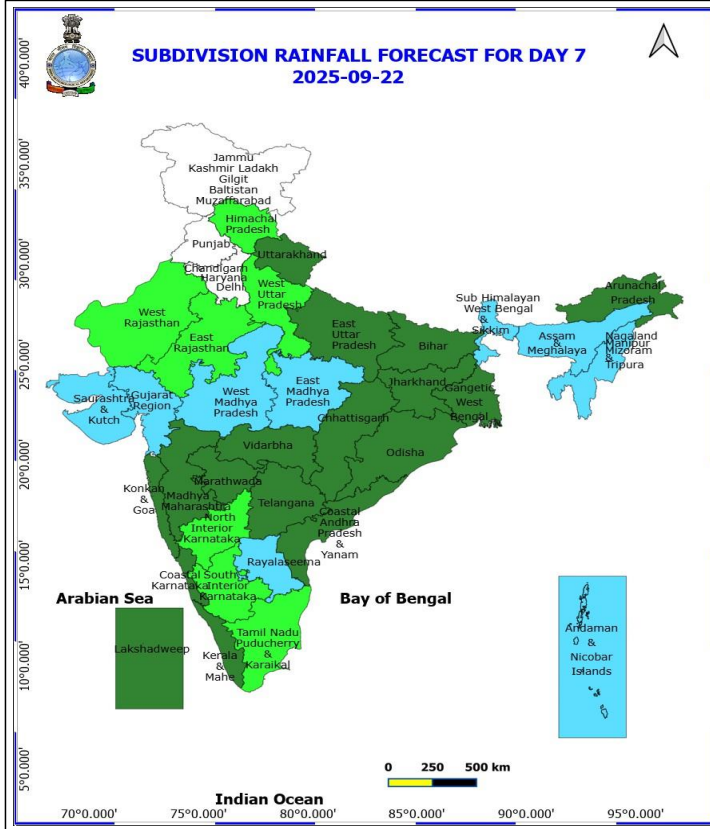 SUBDIVISION RAINFALL FORECAST FOR DAY 7
2025-09-22
40°0.000'
35°0.000'
30°0.000'
25°0.000'
20°0.000'
15°0.000'
10°0.000'
5°0.000'
Jammu
Kashmir Ladakh
Gilgit
Baltistan
Muzaffarabad
Himachal
Pradesh
Punjab
Uttarakhand
Chandigarh
Haryana
Delhi
West
Uttar
Pradesh
West
Rajasthan
East
Rajasthan
East
Uttar
Pradesh
Bihar
Sub Himalayan
West Bengal
&
Sikkim
Arunachal
Pradesh
Assam
&
Meghalaya
Nagaland
Manipur
Mizoram
&
Tripura
Saurashtra
&
Kutch
Gujarat
Region
West
Madhya
Pradesh
East
Madhya
Pradesh
Jharkhand
Gangetic
West
Bengal
Chhattisgarh
Odisha
Vidarbha
Konkan
&
Goa
Madhya
Maharashtra
Marathwada
Telangana
North
Interior
Karnataka
Coastal
Andhra
Pradesh
&
Yanam
Rayalaseema
Coastal
Karnataka
South
Interior
Karnataka
Arabian Sea
Bay of Bengal
Lakshadweep
Kerala
&
Mahe
Tamil Nadu
Puducherry
&
Karaikal
Andaman
&
Nicobar
Islands
0 250 500 km
Indian Ocean
70°0.000' 75°0.000' 80°0.000' 85°0.000' 90°0.000' 95°0.000'